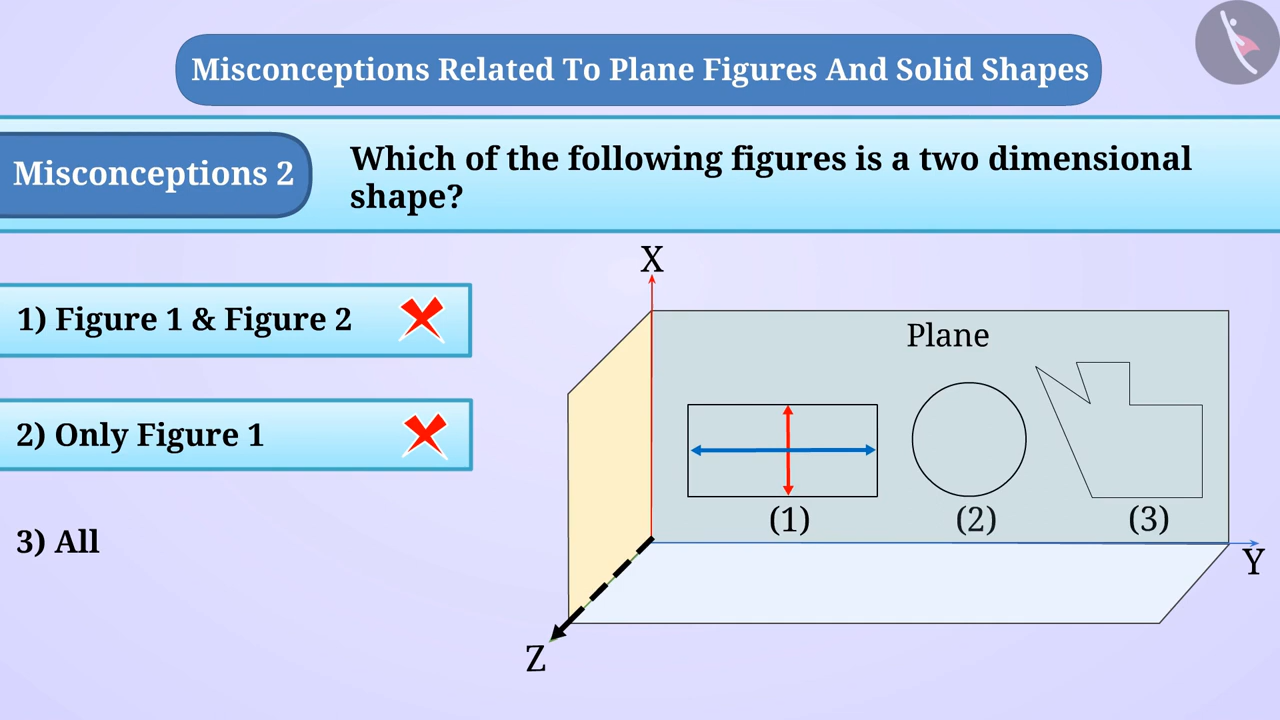 Misconceptions Related To Plane Figures And Solid Shapes
Misconceptions 2
Which of the following figures is a two dimensional
shape?
1) Figure 1 & Figure 2
2) Only Figure 1
3) All
X
Plane
(1)
(2)
(3)
Y
Z